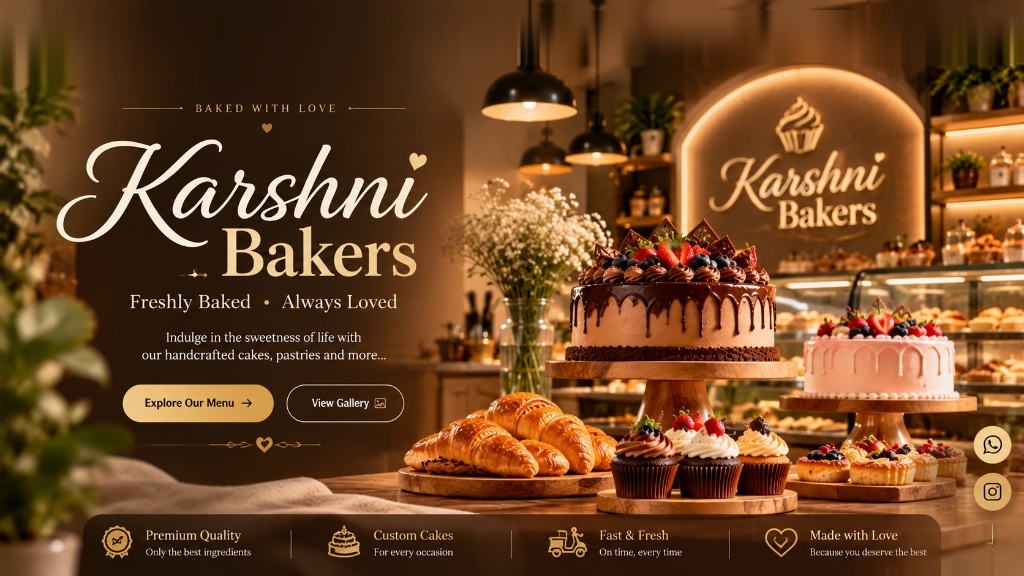 BAKED WITH LOVE
Karshni
Bakers
Freshly Baked • Always Loved
Indulge in the sweetness of life with
our handcrafted cakes, pastries and more...
Explore Our Menu →
View Gallery
Karshni
Bakers
Premium Quality
Only the best ingredients
Custom Cakes
For every occasion
Fast & Fresh
On time, every time
Made with Love
Because you deserve the best